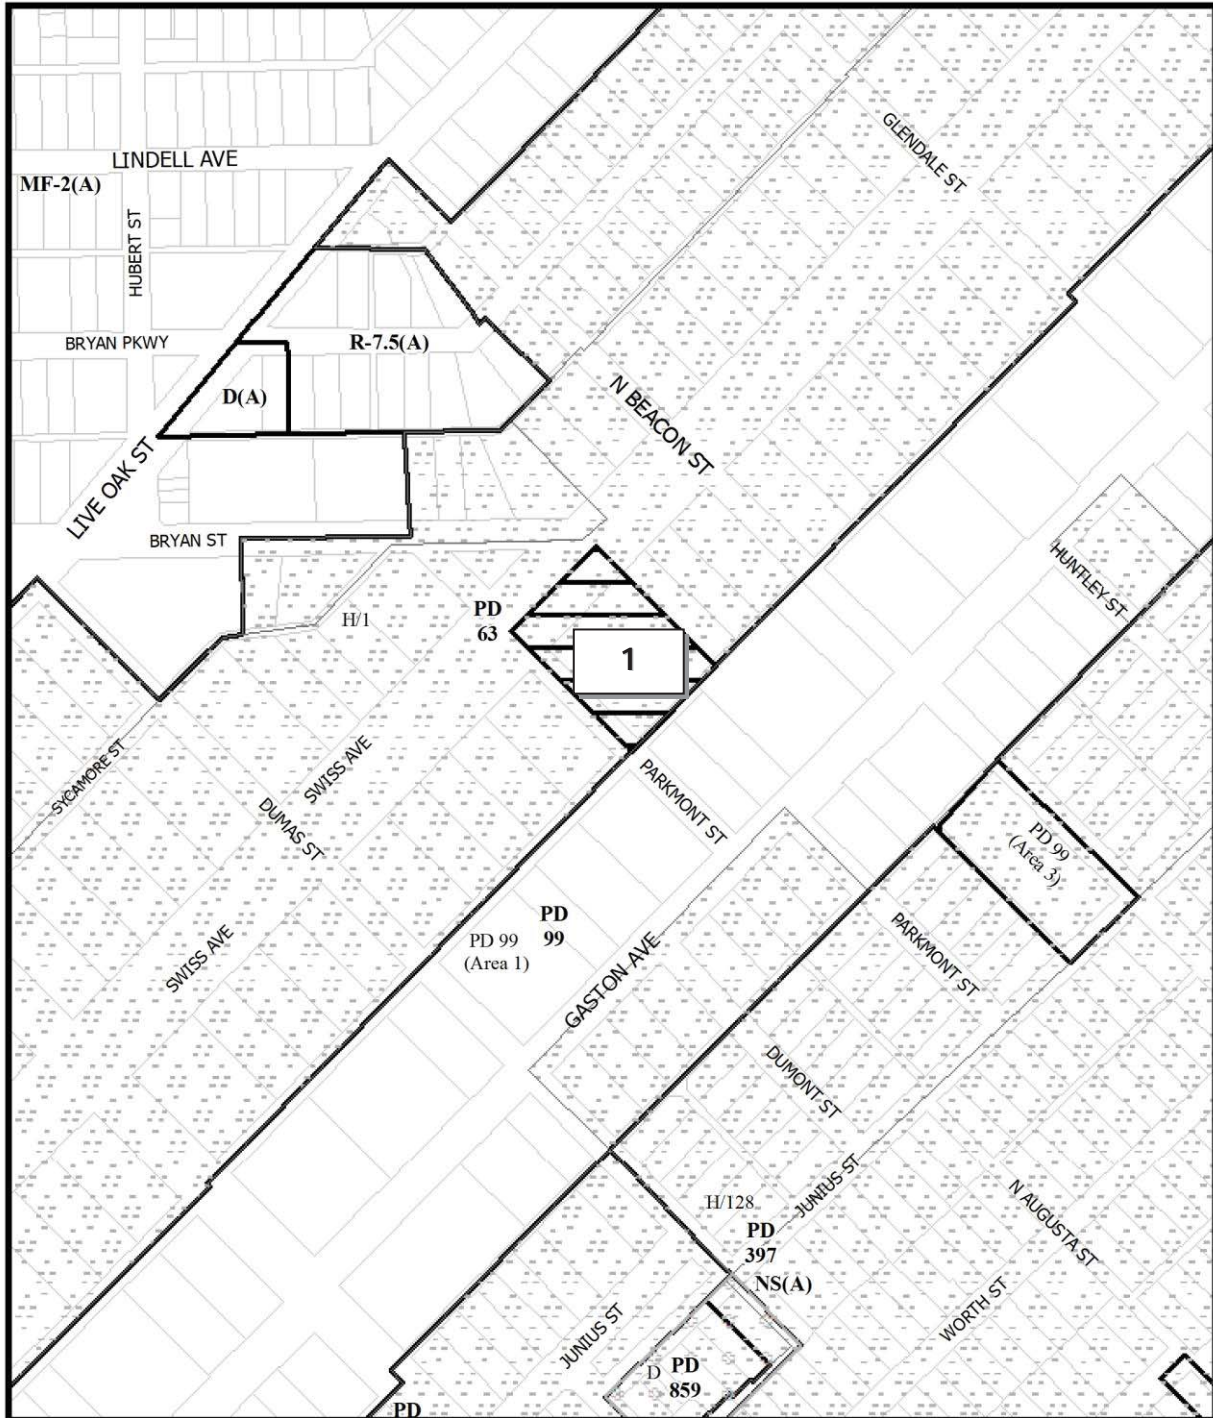 GLENDALE ST
LINDELL AVE
MF-2(A)
HUBERT ST
BRYAN PKWY
R-7.5(A)
D(A)
N BEACON ST
LIVE OAK ST
BRYAN ST
HUNTLEY ST
H/1
PD
63
1
SYCAMORE ST
SWISS AVE
DUMAS ST
PARKMONT ST
PD 99
(Area 3)
PD
99
PD 99
(Area 1)
SWISS AVE
GASTON AVE
PARKMONT ST
DUMONT ST
JUNIUS ST
H/128
N AUGUSTA ST
PD
397
NS(A)
WORTH ST
JUNIUS ST
D
PD
859
PD